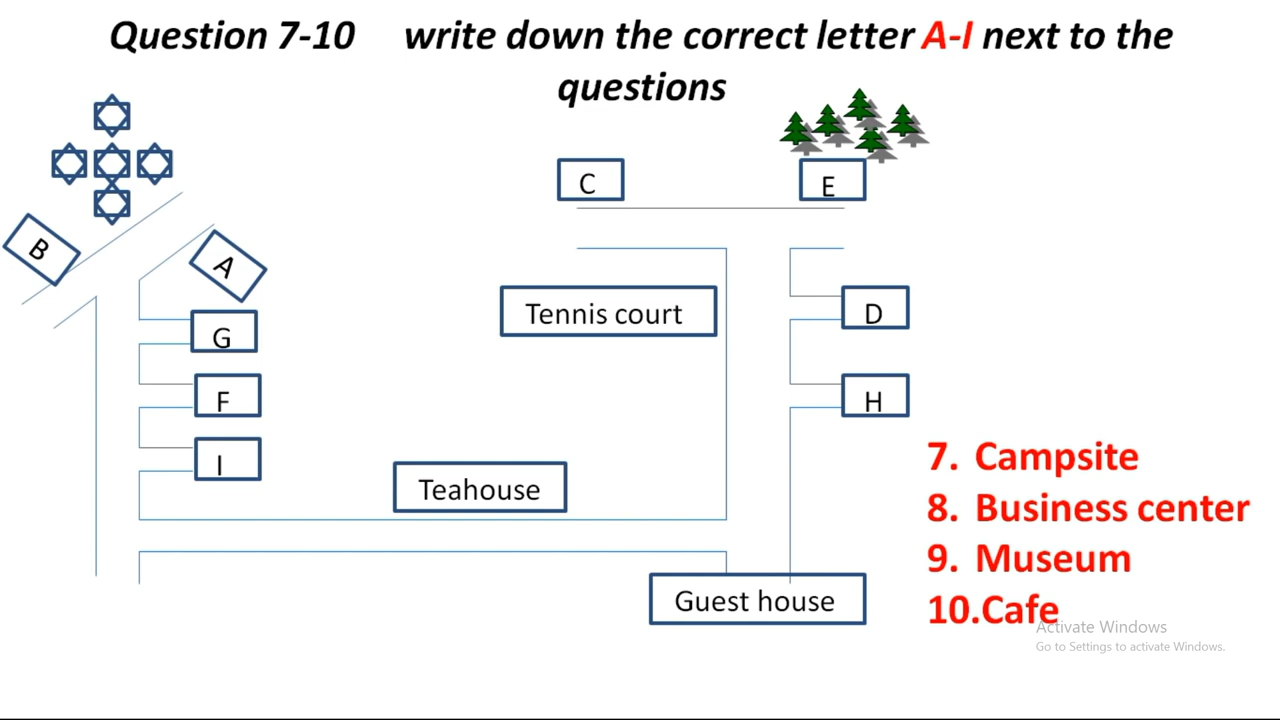 Question 7-10 write down the correct letter A-I next to the
questions
C
E
B
A
G
Tennis court
D
F
H
I
Teahouse
7. Campsite
8. Business center
9. Museum
10.Cafe
Guest house
Activate Windows
Go to Settings to activate Windows.